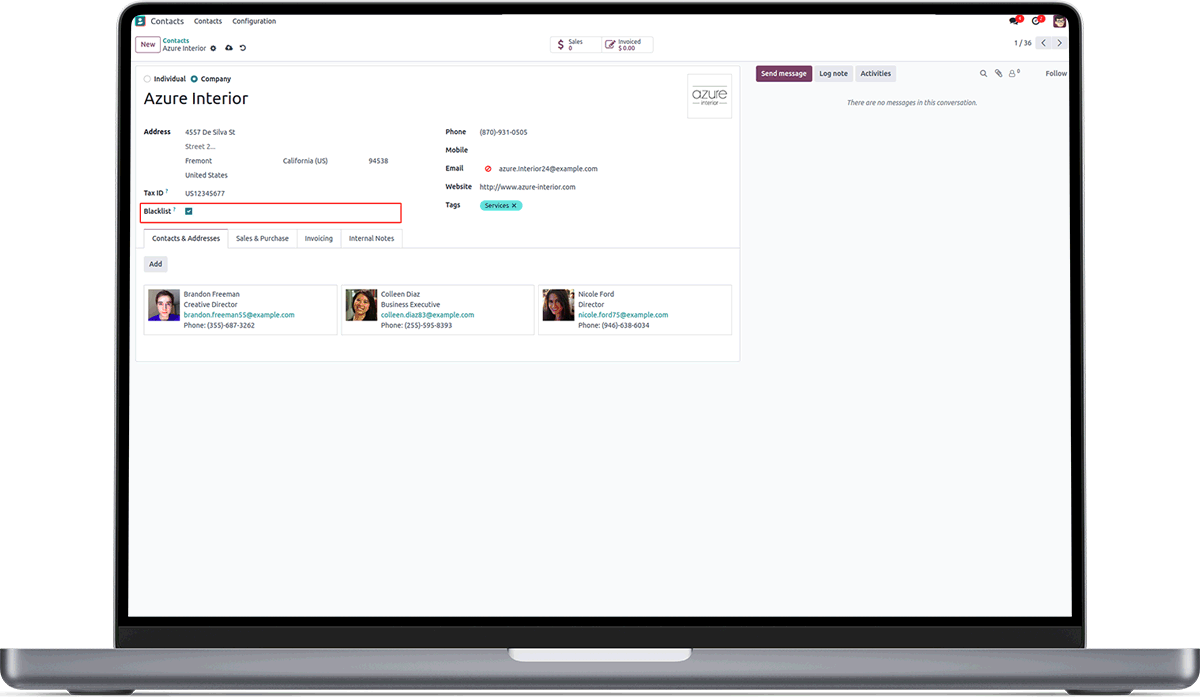 Contacts Contacts Configuration
4 2
New Contacts
Azure Interior
Sales 0
Invoiced $ 0.00
1 / 36
Individual Company
Azure Interior
azure
interior
Address 4557 De Silva St
Street 2...
Fremont California (US) 94538
United States
Tax ID ? US12345677
Blacklist ?
Phone (870)-931-0505
Mobile
Email azure.Interior24@example.com
Website http://www.azure-interior.com
Tags Services ✕
Contacts & Addresses Sales & Purchase Invoicing Internal Notes
Add
Brandon Freeman
Creative Director
brandon.freeman55@example.com
Phone: (355)-687-3262
Colleen Diaz
Business Executive
colleen.diaz83@example.com
Phone: (255)-595-8393
Nicole Ford
Director
nicole.ford75@example.com
Phone: (946)-638-6034
Send message Log note Activities 0 Follow
There are no messages in this conversation.